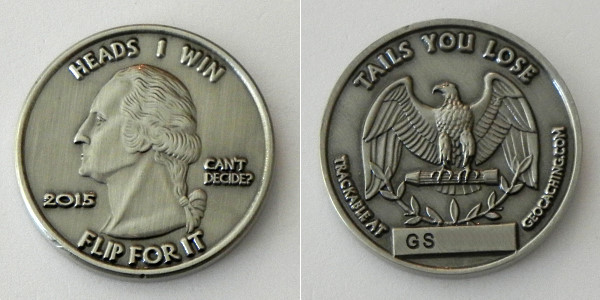 HEADS I WIN
CAN'T
DECIDE?
2015
FLIP FOR IT
TAILS YOU LOSE
TRACKABLE AT
GEOCACHING.COM
GS